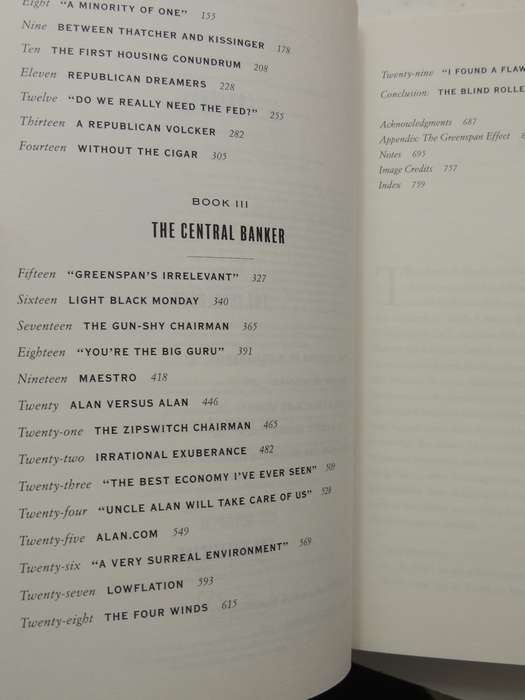 Eight "A MINORITY OF ONE" 155
Nine BETWEEN THATCHER AND KISSINGER 178
Ten THE FIRST HOUSING CONUNDRUM 208
Eleven REPUBLICAN DREAMERS 228
Twelve "DO WE REALLY NEED THE FED?" 255
Thirteen A REPUBLICAN VOLCKER 282
Fourteen WITHOUT THE CIGAR 305
BOOK III
THE CENTRAL BANKER
Fifteen "GREENSPAN'S IRRELEVANT" 327
Sixteen LIGHT BLACK MONDAY 340
Seventeen THE GUN-SHY CHAIRMAN 365
Eighteen "YOU'RE THE BIG GURU" 391
Nineteen MAESTRO 418
Twenty ALAN VERSUS ALAN 446
Twenty-one THE ZIPSWITCH CHAIRMAN 465
Twenty-two IRRATIONAL EXUBERANCE 482
Twenty-three "THE BEST ECONOMY I'VE EVER SEEN" 509
Twenty-four "UNCLE ALAN WILL TAKE CARE OF US" 528
Twenty-five ALAN.COM 549
Twenty-six "A VERY SURREAL ENVIRONMENT" 569
Twenty-seven LOWFLATION 593
Twenty-eight THE FOUR WINDS 615
Twenty-nine "I FOUND A FLAW
Conclusion: THE BLIND ROLLE
Acknowledgments 687
Appendix: The Greenspan Effect
Notes 695
Image Credits 757
Index 759